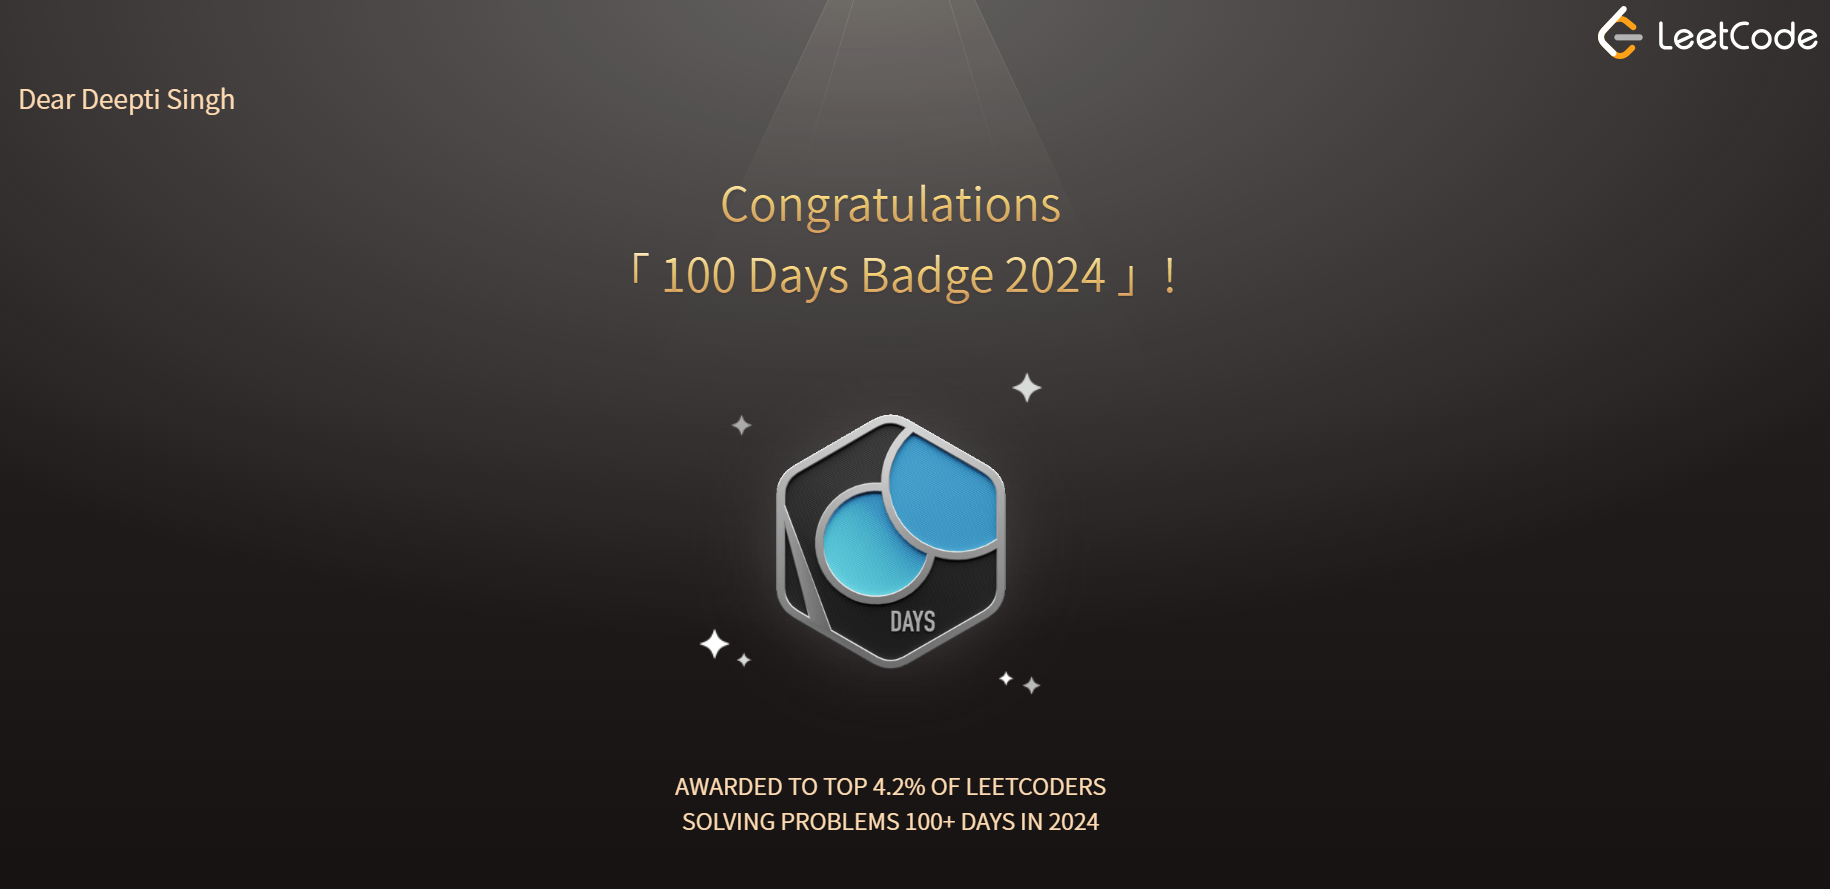 LeetCode
Dear Deepti Singh
Congratulations
「 100 Days Badge 2024 」 !
DAYS
AWARDED TO TOP 4.2% OF LEETCODERS
SOLVING PROBLEMS 100+ DAYS IN 2024